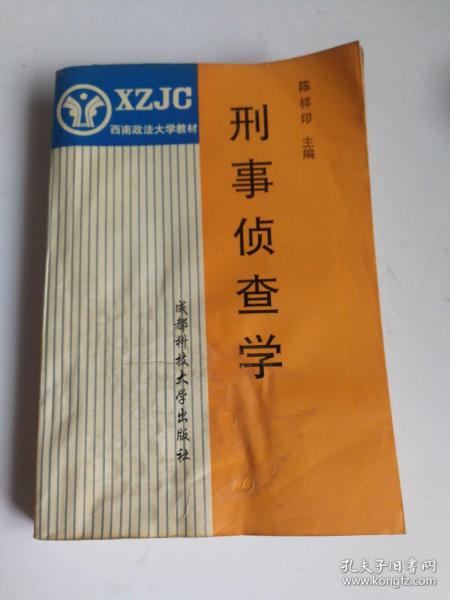 XZJC
西南政法大学教材
陈祥印 主编
刑事侦查学
成都科技大学出版社
孔夫子旧书网
www.kongfz.com